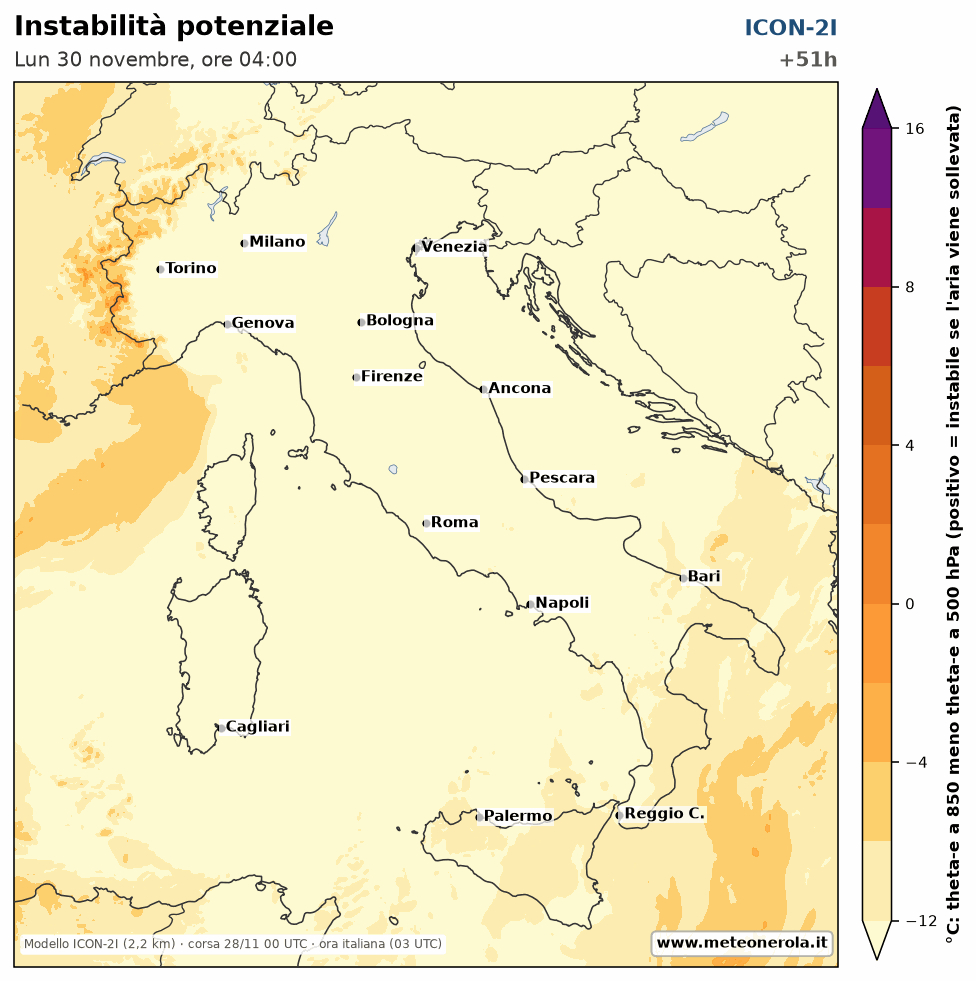 Instabilità potenziale
ICON-2I
Lun 30 novembre, ore 04:00
+51h
Milano
Venezia
Torino
Genova
Bologna
Firenze
Ancona
Pescara
Roma
Bari
Napoli
Cagliari
Palermo
Reggio C.
16
8
4
0
−4
−12
°C: theta-e a 850 meno theta-e a 500 hPa (positivo = instabile se l'aria viene sollevata)
Modello ICON-2I (2,2 km) · corsa 28/11 00 UTC · ora italiana (03 UTC)
www.meteonerola.it